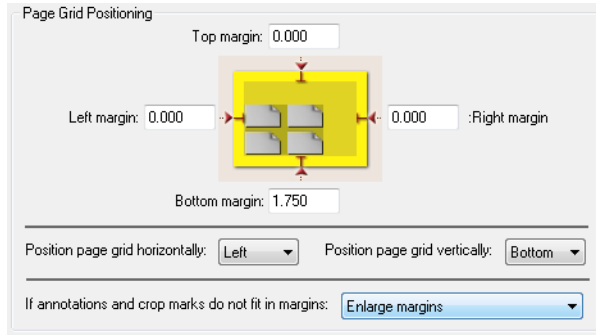 Page Grid Positioning
Top margin: 0.000
Left margin: 0.000
0.000 :Right margin
Bottom margin: 1.750
Position page grid horizontally: Left Position page grid vertically: Bottom
If annotations and crop marks do not fit in margins: Enlarge margins